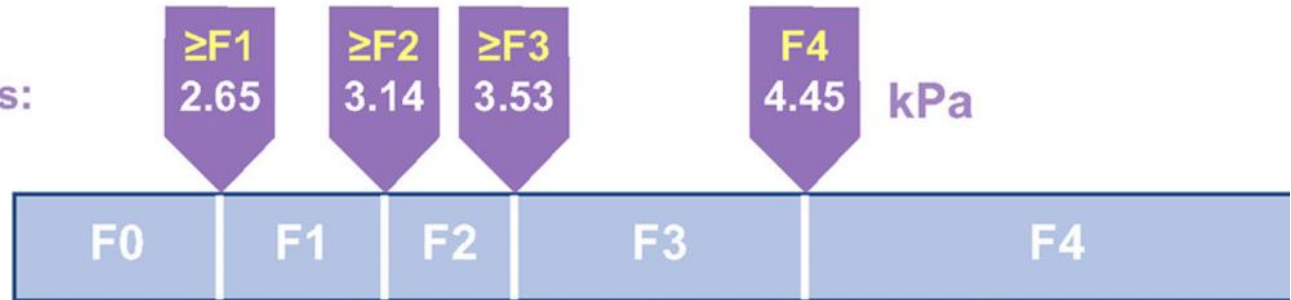 ≥F1 ≥F2 ≥F3 F4
s: 2.65 3.14 3.53 4.45 kPa
F0 F1 F2 F3 F4